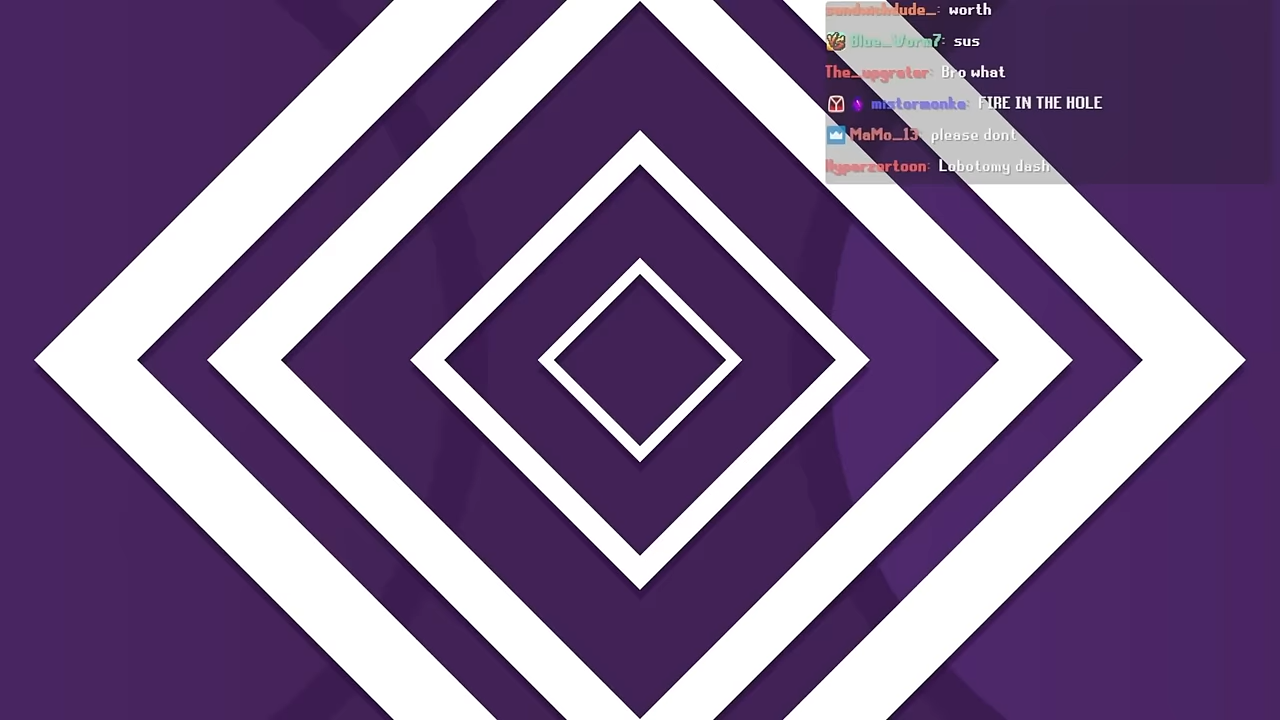 sandwichdude_: worth
Blue_Worm7: sus
The_upgrater: Bro what
mistermonke: FIRE IN THE HOLE
MaMo_13: please dont
Hyperzartoon: Lobotomy dash